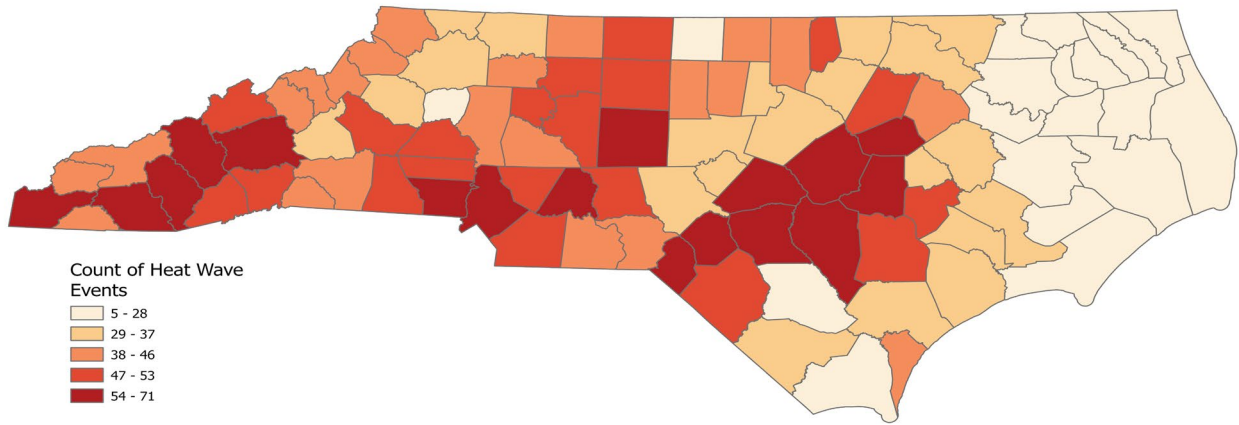 Count of Heat Wave
Events
5 - 28
29 - 37
38 - 46
47 - 53
54 - 71